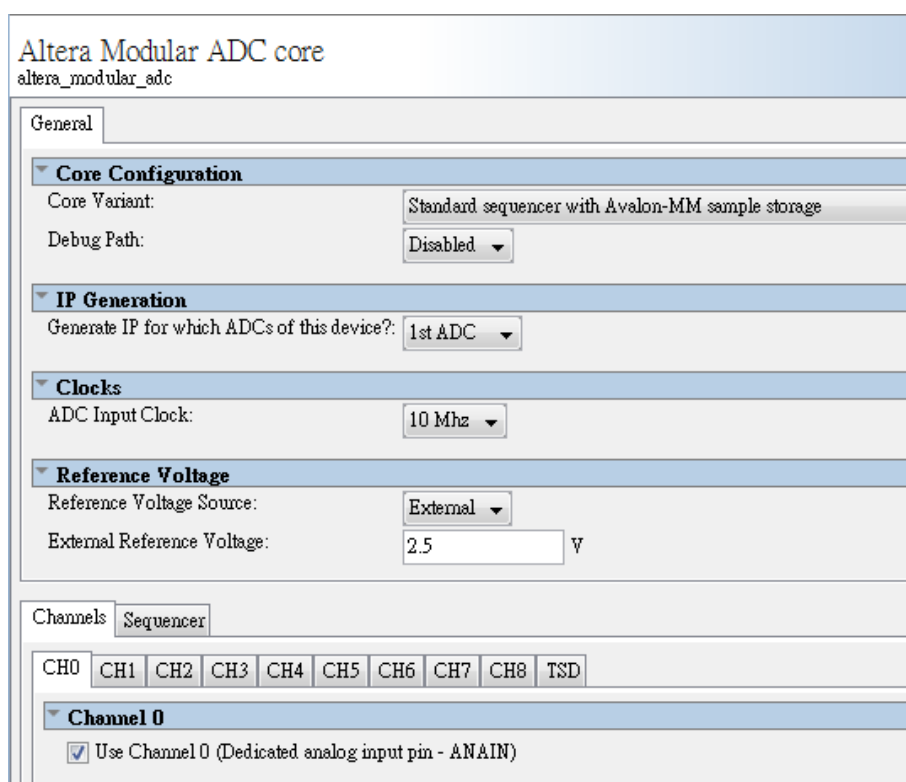 Altera Modular ADC core
altera_modular_adc
General
Core Configuration
Core Variant: Standard sequencer with Avalon-MM sample storage
Debug Path: Disabled
IP Generation
Generate IP for which ADCs of this device?: 1st ADC
Clocks
ADC Input Clock: 10 Mhz
Reference Voltage
Reference Voltage Source: External
External Reference Voltage: 2.5 V
Channels Sequencer
CH0 CH1 CH2 CH3 CH4 CH5 CH6 CH7 CH8 TSD
Channel 0
Use Channel 0 (Dedicated analog input pin - ANAIN)